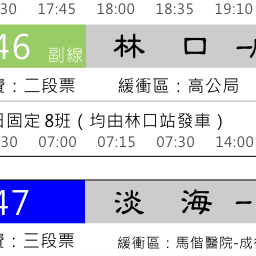 30 17:45 18:00 18:35 19:10
46 副線 林 口
費：二段票 緩衝區：高公局
日固定 8班（均由林口站發車）
30 07:00 07:15 07:30 14:00
47 淡 海
費：三段票 緩衝區：馬偕醫院-成